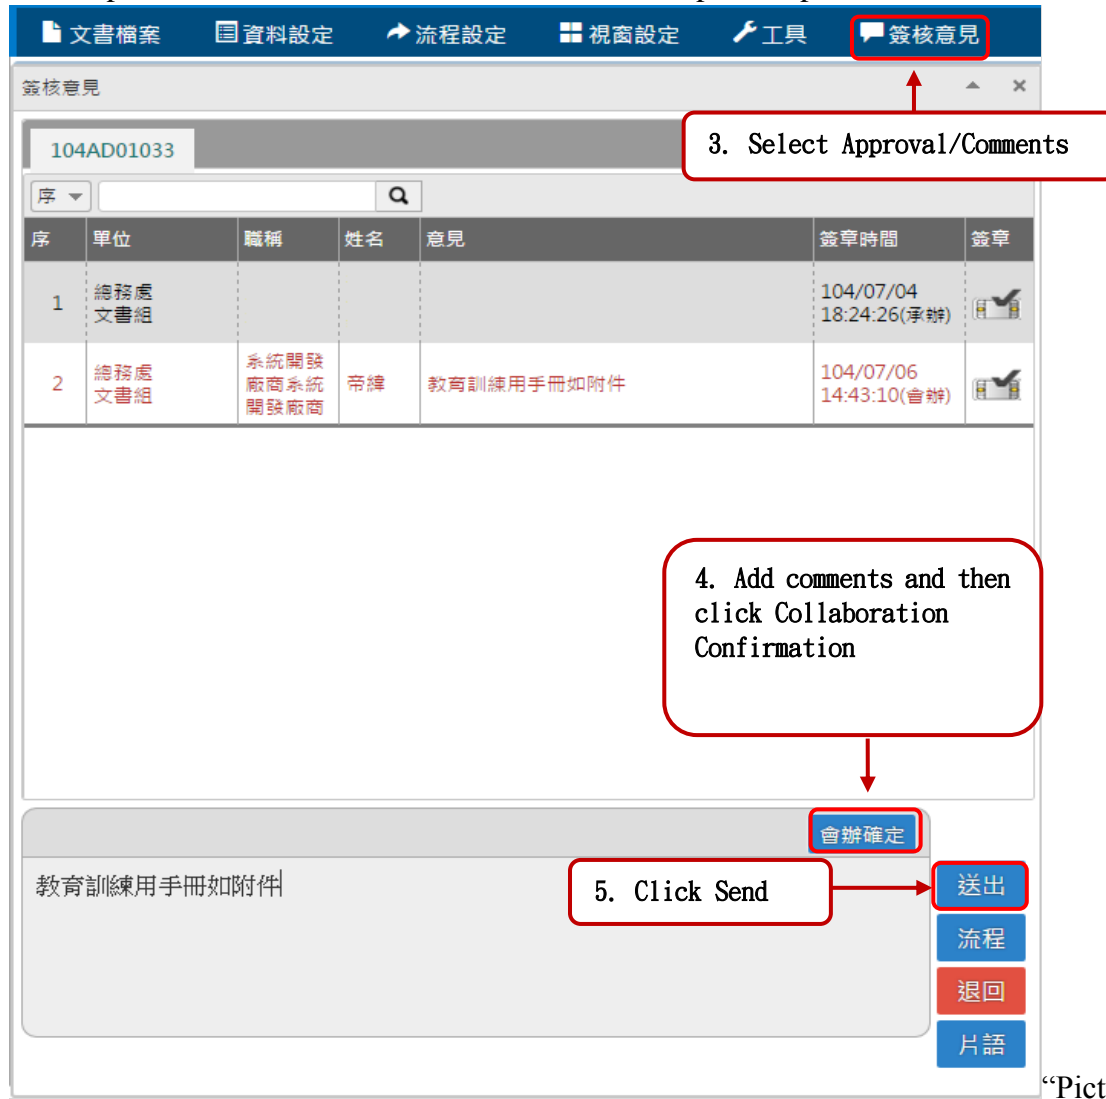 文書檔案 資料設定 流程設定 視窗設定 工具 簽核意見
簽核意見
3. Select Approval/Comments
104AD01033
序
序 單位 職稱 姓名 意見 簽章時間 簽章
1 總務處 104/07/04
文書組 18:24:26(承辦)
系統開發
2 總務處 廠商系統 帝緯 教育訓練用手冊如附件 104/07/06
文書組 開發廠商 14:43:10(會辦)
4. Add comments and then
click Collaboration
Confirmation
會辦確定
教育訓練用手冊如附件
5. Click Send
送出
流程
退回
片語
“Pict